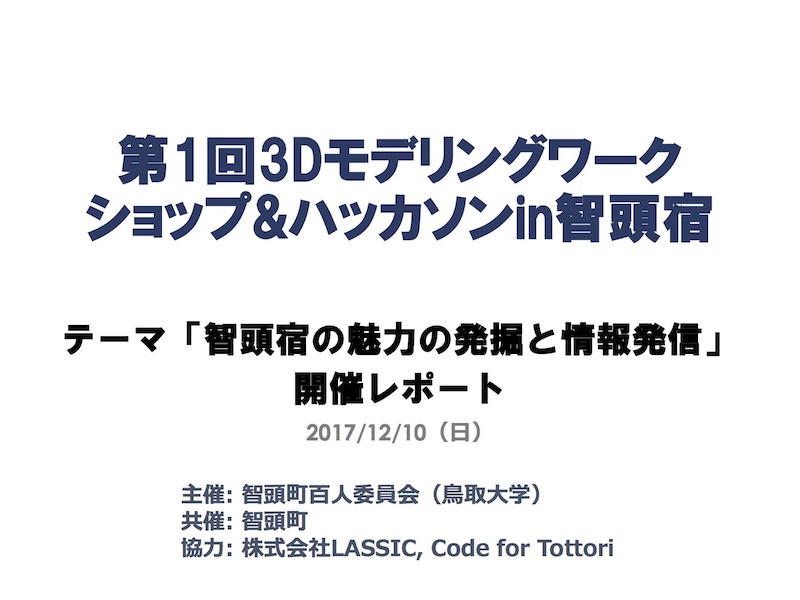 第1回3Dモデリングワーク
ショップ&ハッカソンin智頭宿
テーマ「智頭宿の魅力の発掘と情報発信」
開催レポート
2017/12/10（日）
主催: 智頭町百人委員会（鳥取大学）
共催: 智頭町
協力: 株式会社LASSIC, Code for Tottori